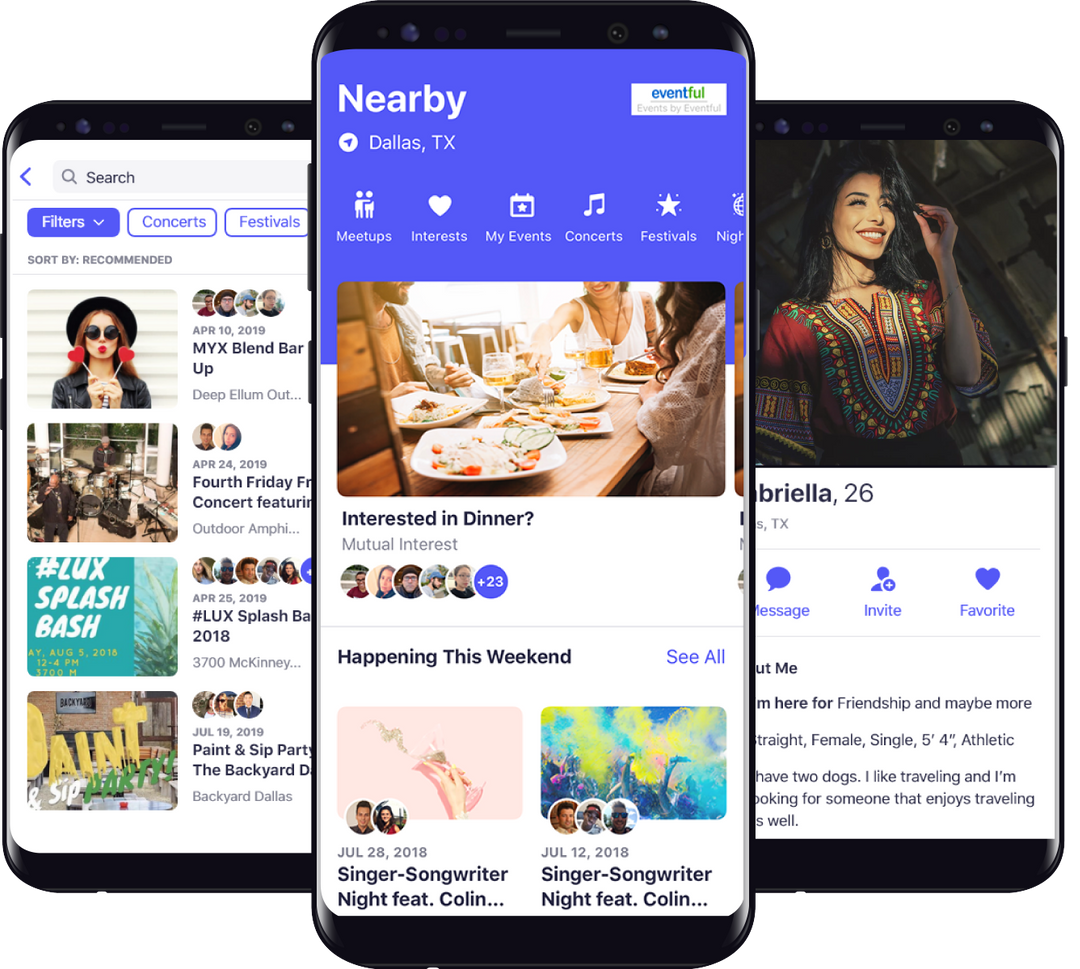 Search
Filters
Concerts
Festivals
SORT BY: RECOMMENDED
APR 10, 2019
MYX Blend Bar
Up
Deep Ellum Out...
APR 24, 2019
Fourth Friday Fr
Concert featurin
Outdoor Amphi...
#LUX
SPLASH
BASH
AY, AUG 5, 2018
12-4 PM
3700 M
APR 25, 2019
#LUX Splash Ba
2018
3700 McKinney...
BACKYARD
PAINT
& Sip PARTY!
JUL 19, 2019
Paint & Sip Party
The Backyard Da
Backyard Dallas
Nearby
eventful
Events by Eventful
Dallas, TX
Meetups
Interests
My Events
Concerts
Festivals
Nigh
Interested in Dinner?
Mutual Interest
+23
Happening This Weekend
See All
JUL 28, 2018
Singer-Songwriter
Night feat. Colin...
JUL 12, 2018
Singer-Songwriter
Night feat. Colin...
abriella, 26
s, TX
Message
Invite
Favorite
ut Me
m here for Friendship and maybe more
Straight, Female, Single, 5’ 4”, Athletic
have two dogs. I like traveling and I’m
ooking for someone that enjoys traveling
s well.